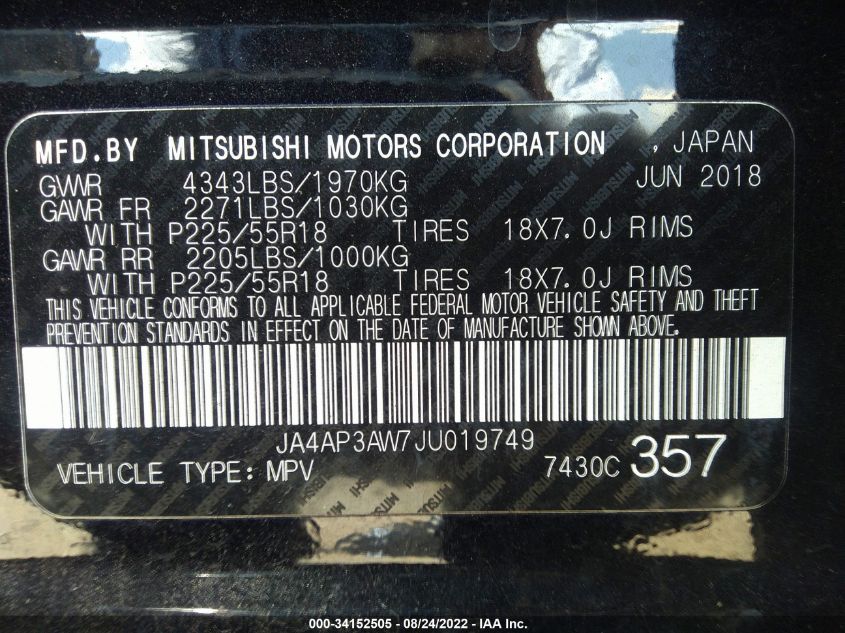 MFD.BY MITSUBISHI MOTORS CORPORATION , JAPAN
GVWR 4343LBS/1970KG JUN 2018
GAWR FR 2271LBS/1030KG
WITH P225/55R18 TIRES 18X7.0J RIMS
GAWR RR 2205LBS/1000KG
WITH P225/55R18 TIRES 18X7.0J RIMS
THIS VEHICLE CONFORMS TO ALL APPLICABLE FEDERAL MOTOR VEHICLE SAFETY AND THEFT
PREVENTION STANDARDS IN EFFECT ON THE DATE OF MANUFACTURE SHOWN ABOVE.
JA4AP3AW7JU019749
VEHICLE TYPE: MPV 7430C 357
000-34152505 - 08/24/2022 - IAA Inc.